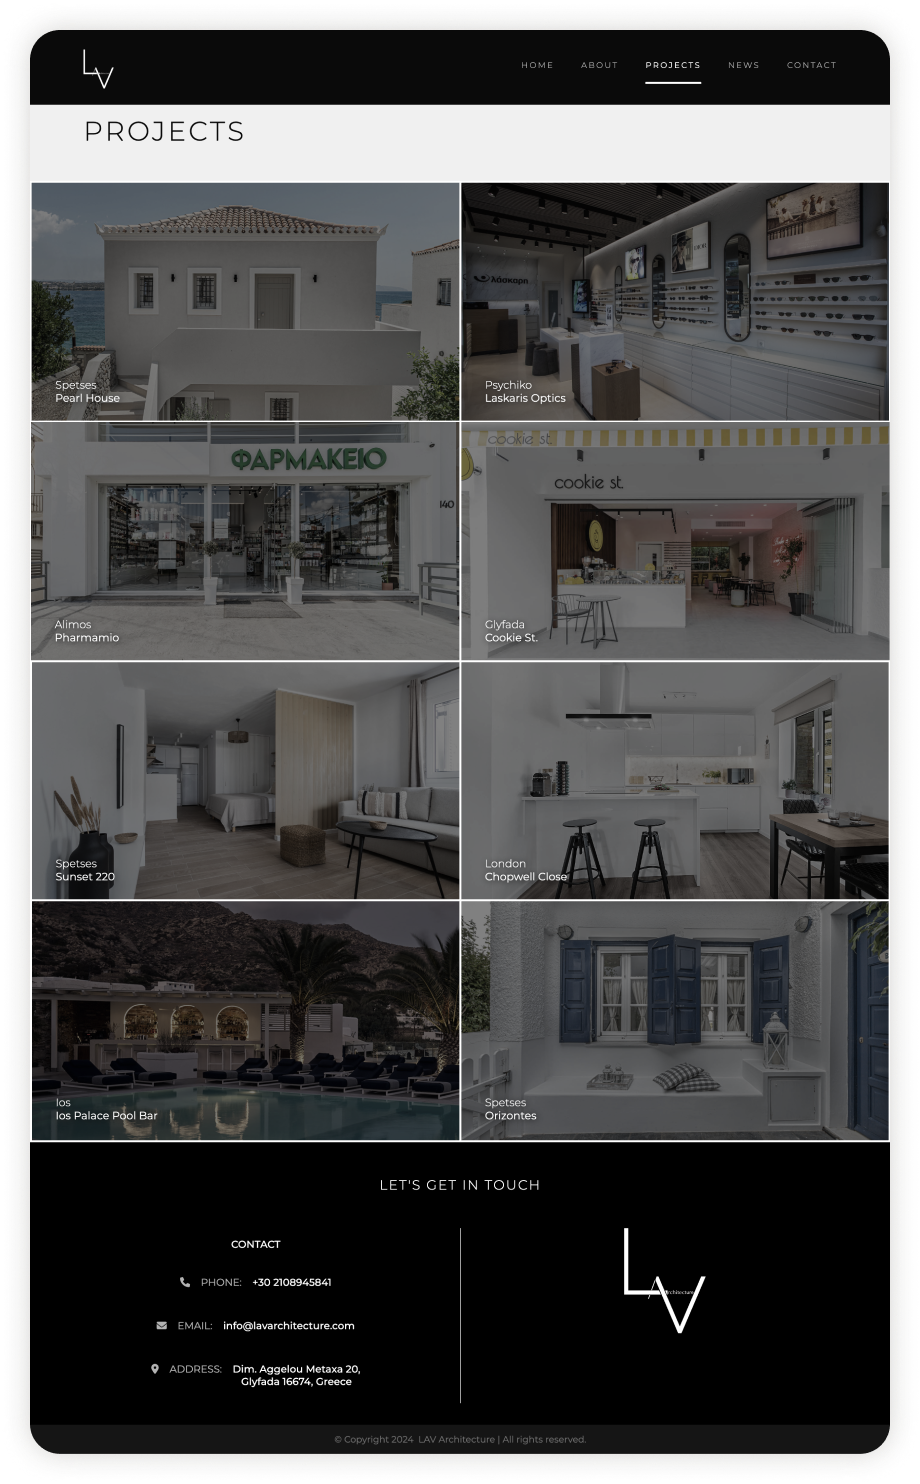 LV
HOME ABOUT PROJECTS NEWS CONTACT
PROJECTS
λάσκαρη
Spetses
Pearl House
Psychiko
Laskaris Optics
ΦΑΡΜΑΚΕΙΟ
140
Alimos
Pharmamio
cookie st.
cookie st.
Glyfada
Cookie St.
Spetses
Sunset 220
London
Chopwell Close
Ios
Ios Palace Pool Bar
Spetses
Orizontes
LET'S GET IN TOUCH
CONTACT
PHONE: +30 2108945841
EMAIL: info@lavarchitecture.com
ADDRESS: Dim. Aggelou Metaxa 20,
Glyfada 16674, Greece
LV
Architecture
© Copyright 2024 LAV Architecture | All rights reserved.